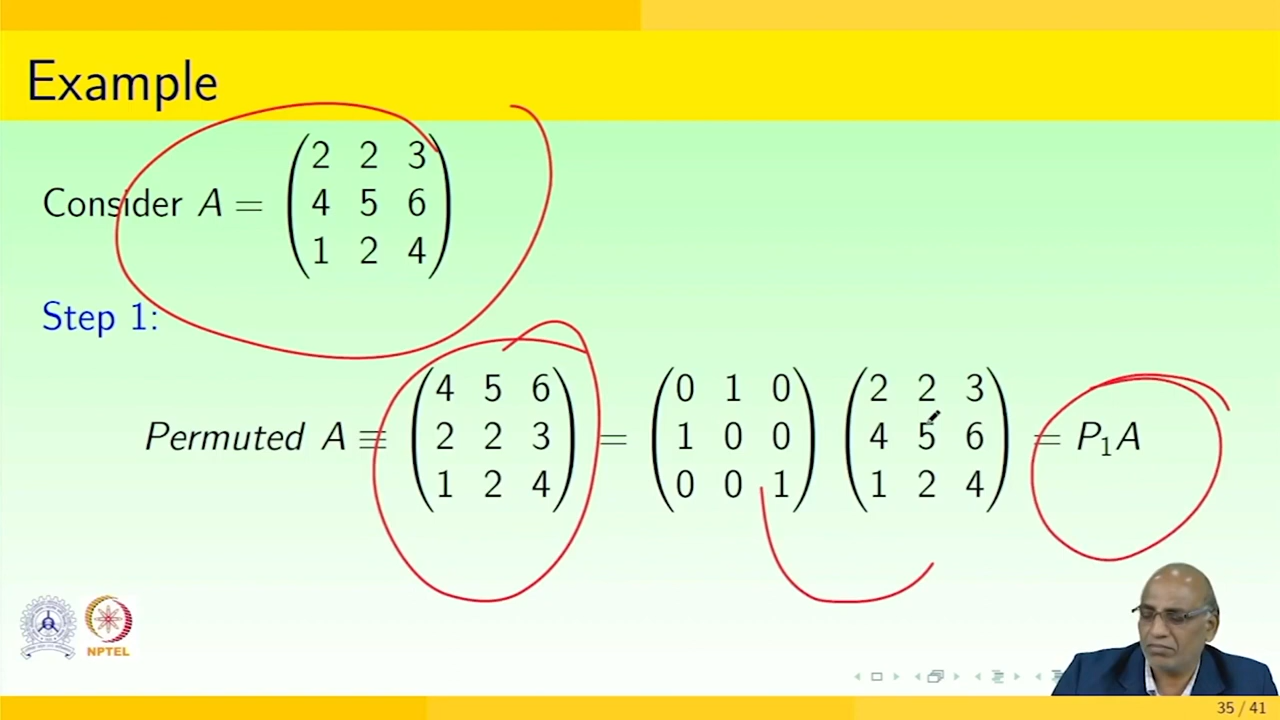 Example
Consider A = (2 2 3
4 5 6
1 2 4)
Step 1:
Permuted A ≡ (4 5 6
2 2 3
1 2 4) = (0 1 0
1 0 0
0 0 1) (2 2 3
4 5 6
1 2 4) = P₁A
NPTEL
35 / 41